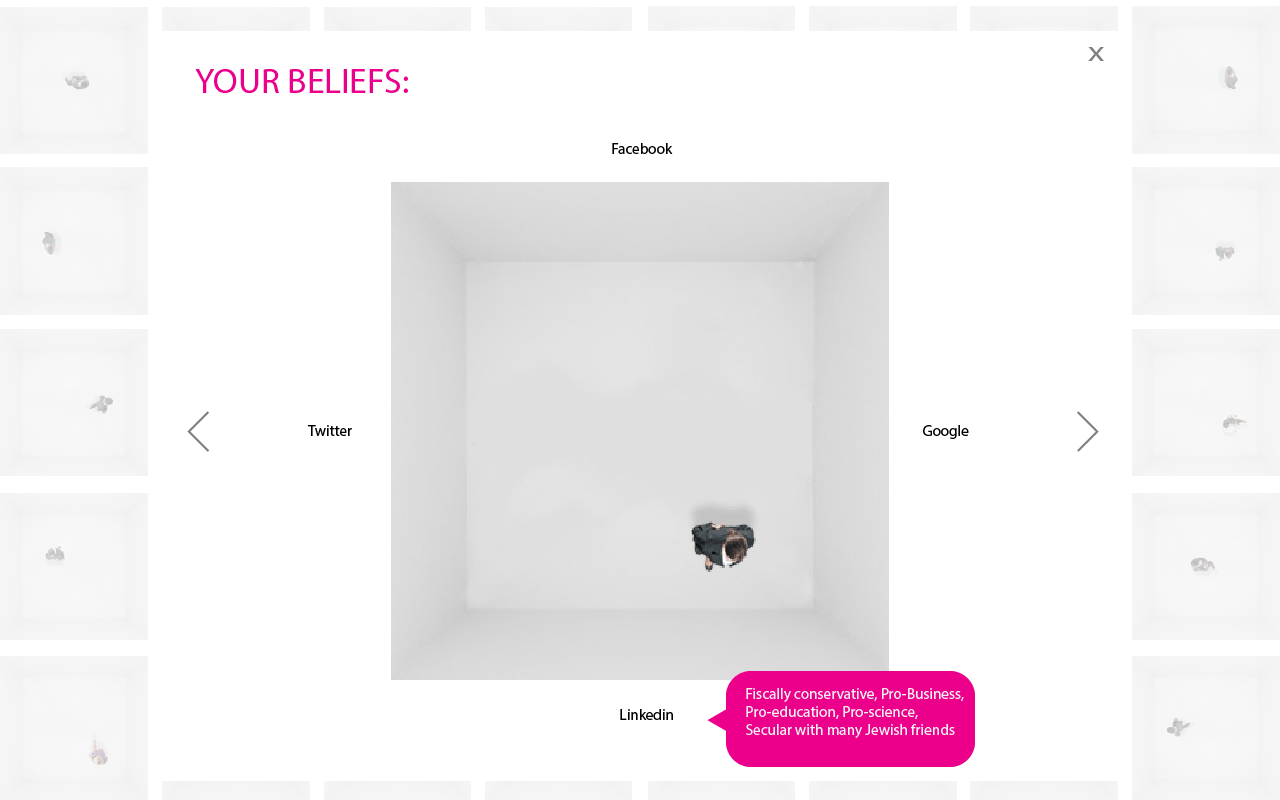 X
YOUR BELIEFS:
Facebook
Twitter
Google
Linkedin
Fiscally conservative, Pro-Business,
Pro-education, Pro-science,
Secular with many Jewish friends